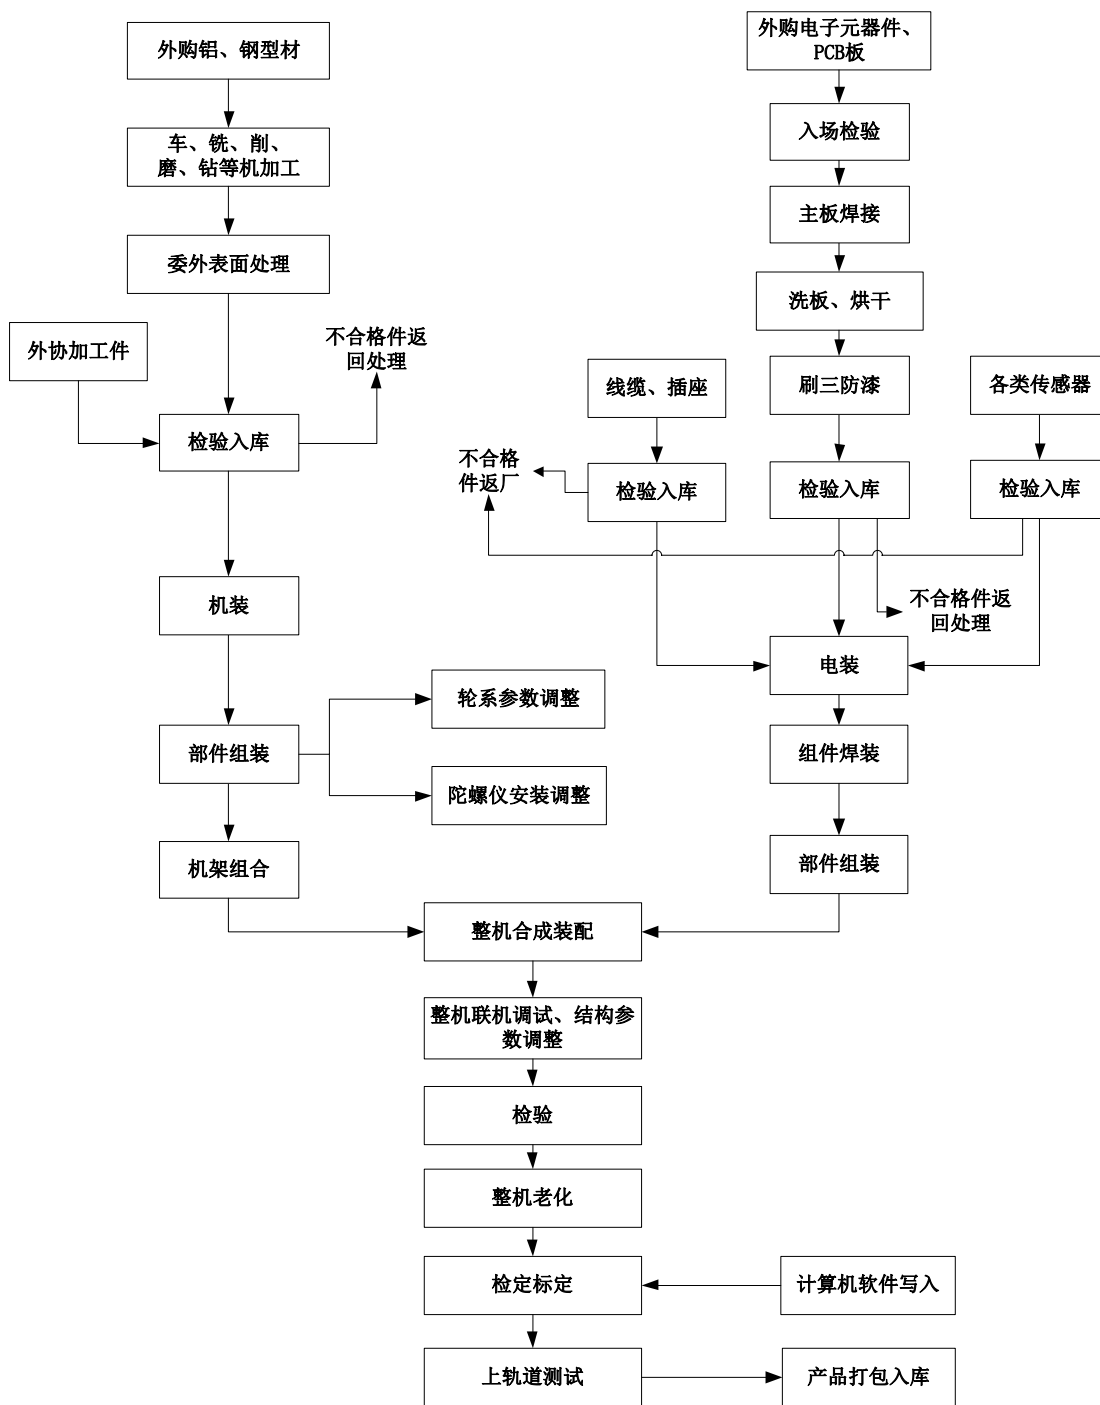 外购铝、钢型材
外购电子元器件、
PCB板
车、铣、削、
磨、钻等机加工
入场检验
主板焊接
委外表面处理
洗板、烘干
外协加工件
不合格件返
回处理
线缆、插座
刷三防漆
各类传感器
检验入库
不合格
件返厂
检验入库
检验入库
检验入库
机装
不合格件返
回处理
电装
轮系参数调整
部件组装
组件焊装
陀螺仪安装调整
机架组合
部件组装
整机合成装配
整机联机调试、结构参
数调整
检验
整机老化
检定标定
计算机软件写入
上轨道测试
产品打包入库